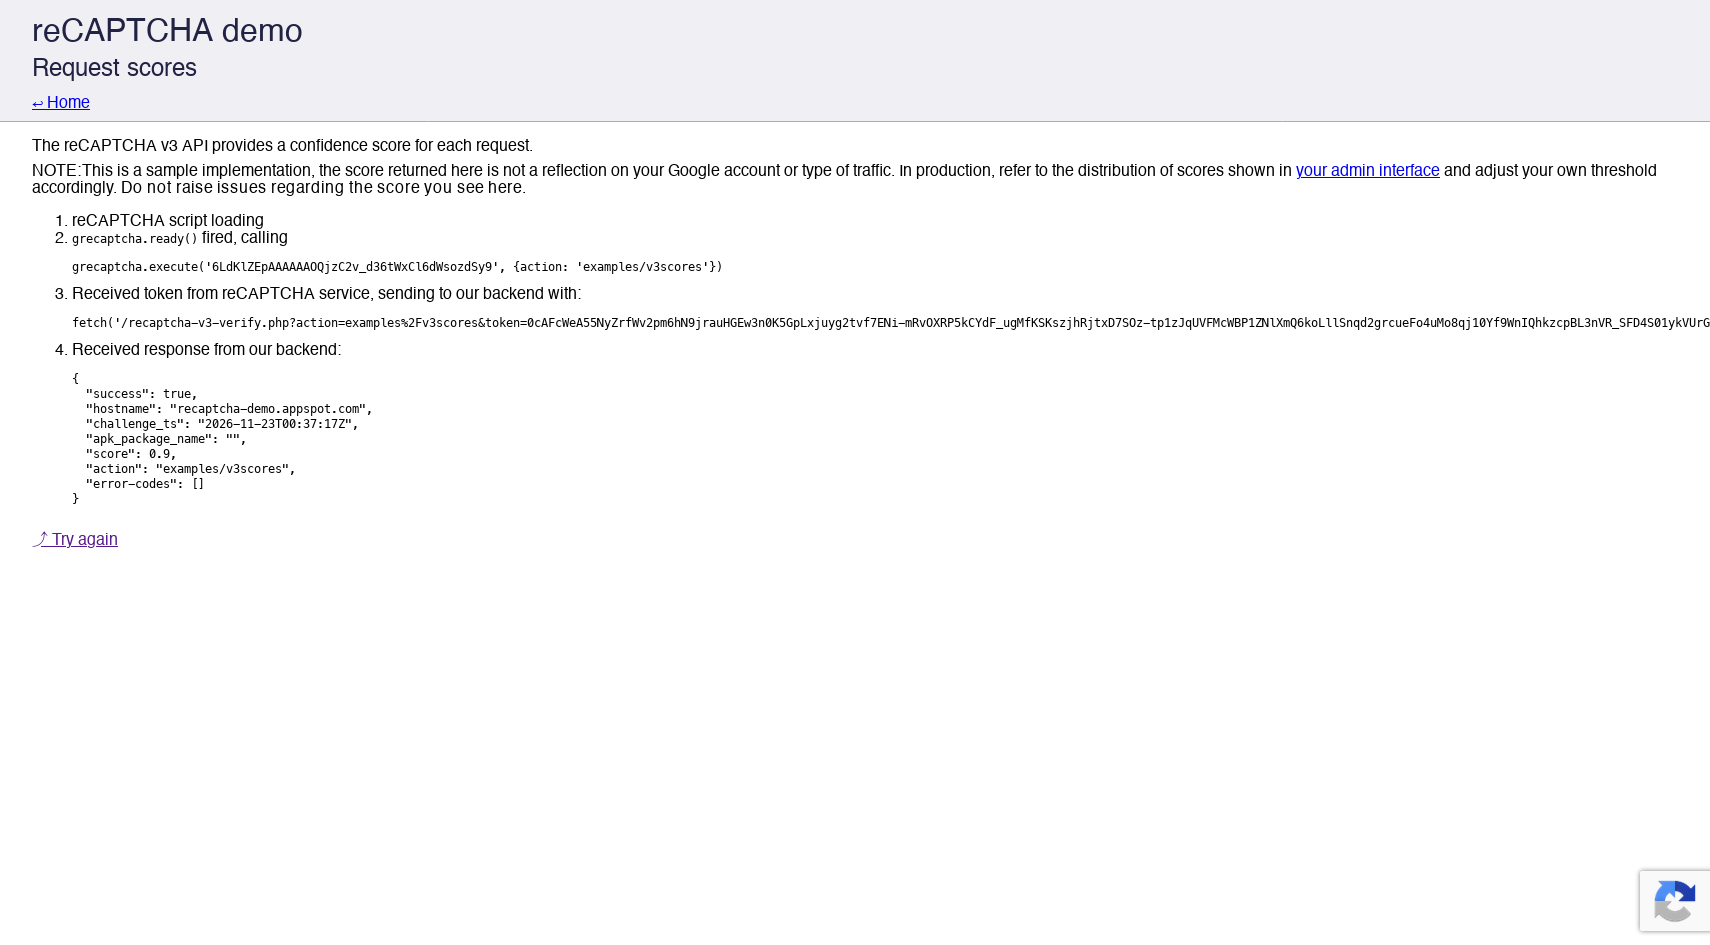 reCAPTCHA demo
Request scores
↩ Home
The reCAPTCHA v3 API provides a confidence score for each request.
NOTE:This is a sample implementation, the score returned here is not a reflection on your Google account or type of traffic. In production, refer to the distribution of scores shown in your admin interface and adjust your own threshold
accordingly. Do not raise issues regarding the score you see here.
1. reCAPTCHA script loading
2. grecaptcha.ready() fired, calling
grecaptcha.execute('6LdKlZEpAAAAAAOQjzC2v_d36tWxCl6dWsozdSy9', {action: 'examples/v3scores'})
3. Received token from reCAPTCHA service, sending to our backend with:
fetch('/recaptcha-v3-verify.php?action=examples%2Fv3scores&token=0cAFcWeA55NyZrfWv2pm6hN9jrauHGEw3n0K5GpLxjuyg2tvf7ENi-mRvOXRP5kCYdF_ugMfKSKszjhRjtxD7SOz-tp1zJqUVFMcWBP1ZNlXmQ6koLllSnqd2grcueFo4uMo8qj10Yf9WnIQhkzcpBL3nVR_SFD4S01ykVUrG
4. Received response from our backend:
{
"success": true,
"hostname": "recaptcha-demo.appspot.com",
"challenge_ts": "2026-11-23T00:37:17Z",
"apk_package_name": "",
"score": 0.9,
"action": "examples/v3scores",
"error-codes": []
}
⤴ Try again